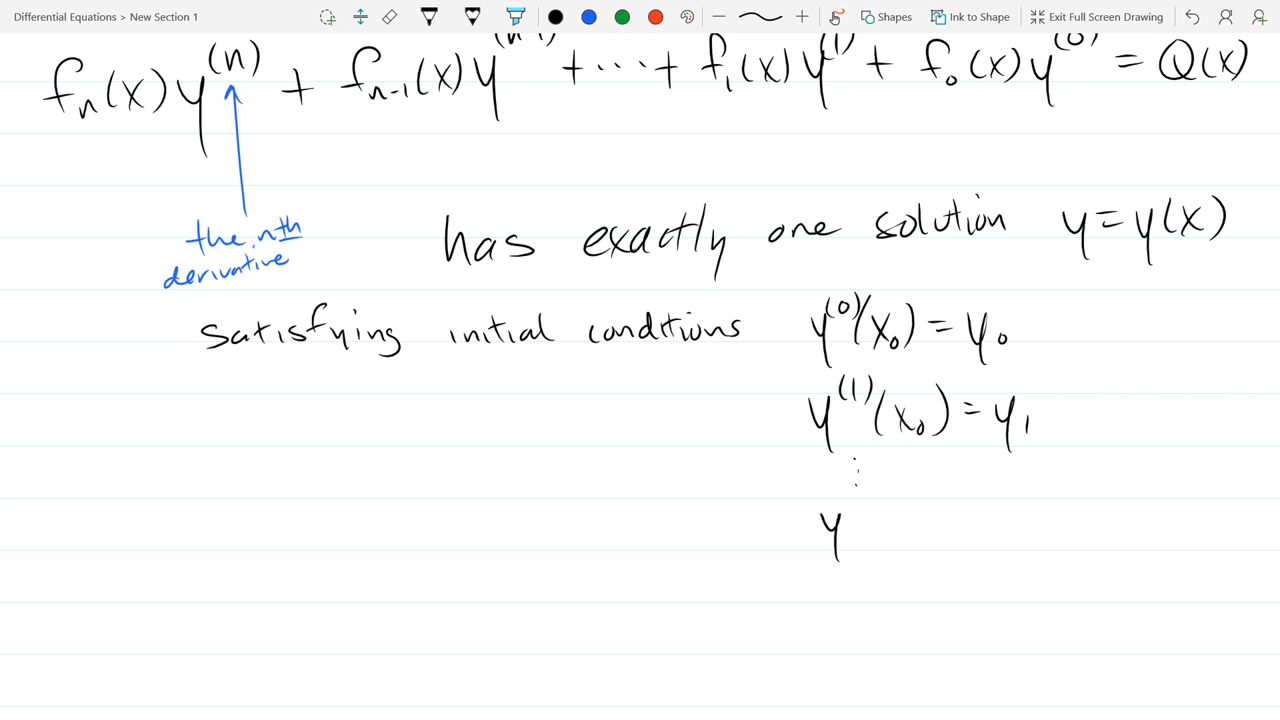 Differential Equations > New Section 1
Shapes
Ink to Shape
Exit Full Screen Drawing
fₙ(x)y⁽ⁿ⁾ + fₙ₋₁(x)y⁽ⁿ⁻¹⁾ + ⋯ + f₁(x)y⁽¹⁾ + f₀(x)y⁽⁰⁾ = Q(x)
the nth
derivative
has exactly one solution y = y(x)
satisfying initial conditions y⁽⁰⁾(x₀) = y₀
y⁽¹⁾(x₀) = y₁
⋮
y